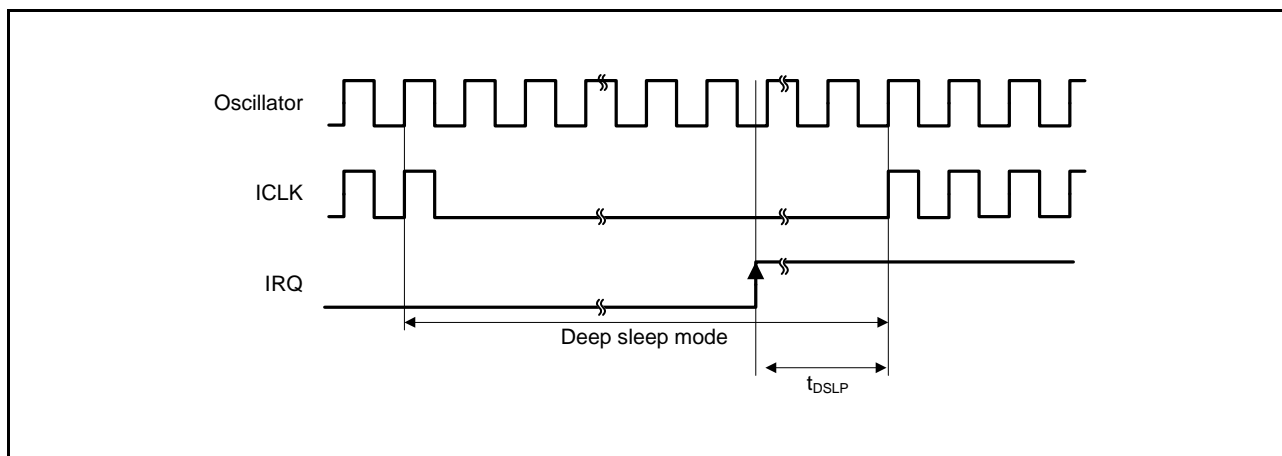 Oscillator
ICLK
IRQ
Deep sleep mode
tDSLP